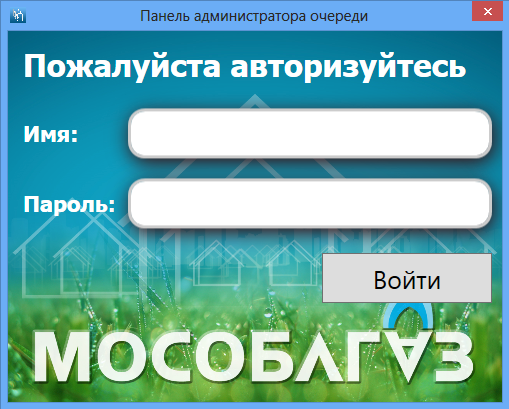 Панель администратора очереди
Пожалуйста авторизуйтесь
Имя:
Пароль:
Войти
МОСОБЛГАЗ